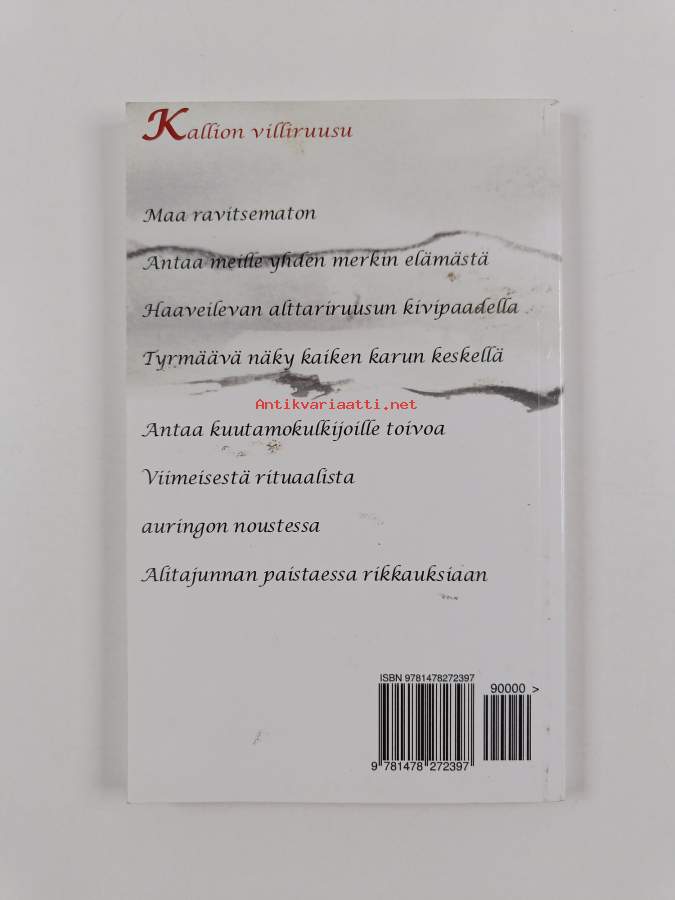 Kallion villiruusu
Maa ravitsematon
Antaa meille yhden merkin elämästä
Haaveilevan alttariruusun kivipaadella
Tyrmäävä näky kaiken karun keskellä
Antikvariaatti.net
Antaa kuutamokulkijoille toivoa
Viimeisestä rituaalista
auringon noustessa
Alitajunnan paistaessa rikkauksiaan
ISBN 9781478272397
90000 >
9 781478 272397